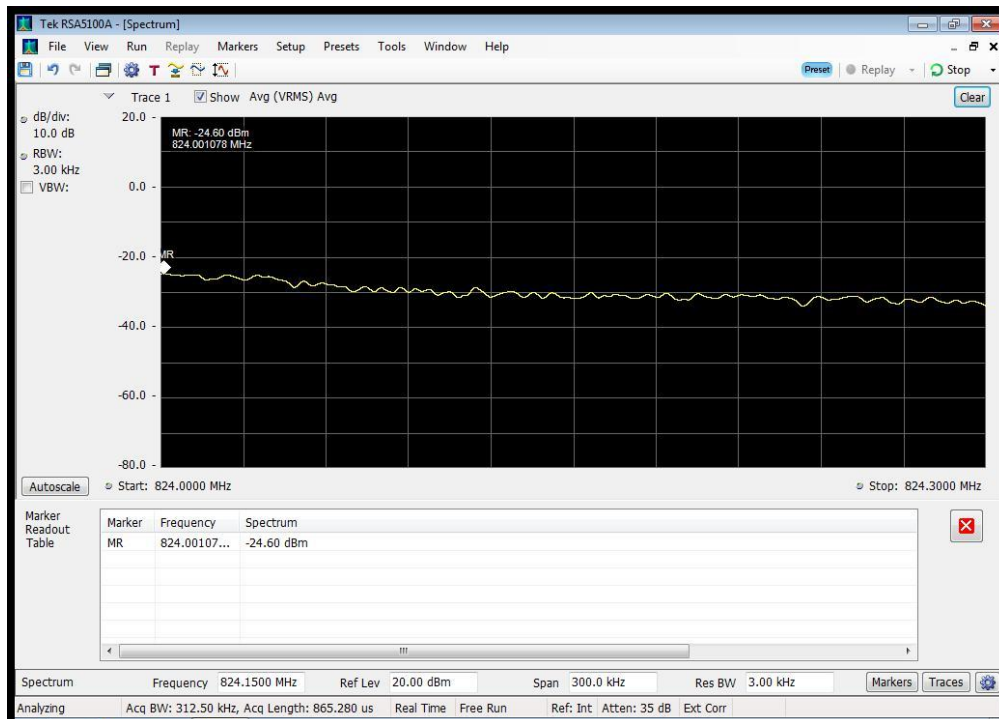 Tek RSA5100A - [Spectrum]
File View Run Replay Markers Setup Presets Tools Window Help
Preset Replay Stop
Trace 1 Show Avg (VRMS) Avg Clear
dB/div:
10.0 dB
RBW:
3.00 kHz
VBW:
20.0
0.0
-20.0
-40.0
-60.0
-80.0
MR: -24.60 dBm
824.001078 MHz
MR
Autoscale Start: 824.0000 MHz Stop: 824.3000 MHz
Marker
Readout
Table
Marker Frequency Spectrum
MR 824.00107... -24.60 dBm
Spectrum Frequency 824.1500 MHz Ref Lev 20.00 dBm Span 300.0 kHz Res BW 3.00 kHz Markers Traces
Analyzing Acq BW: 312.50 kHz, Acq Length: 865.280 us Real Time Free Run Ref: Int Atten: 35 dB Ext Corr